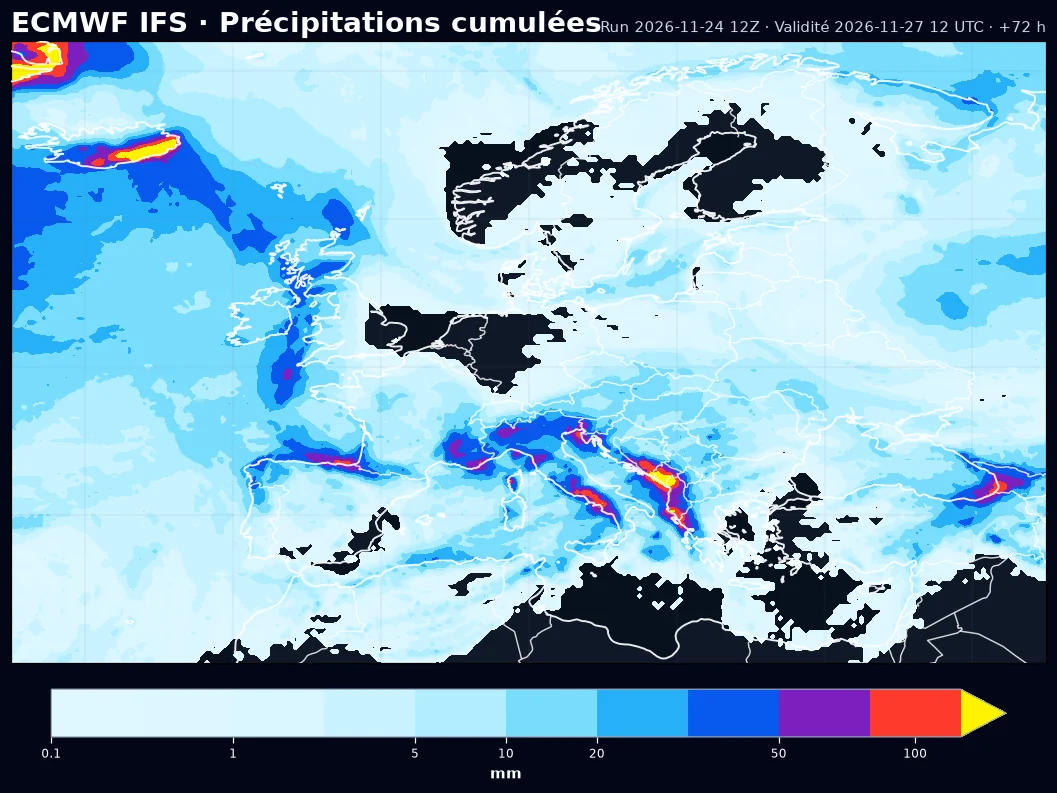 ECMWF IFS · Précipitations cumulées
Run 2026-11-24 12Z · Validité 2026-11-27 12 UTC · +72 h
0.1 1 5 10 20 50 100
mm